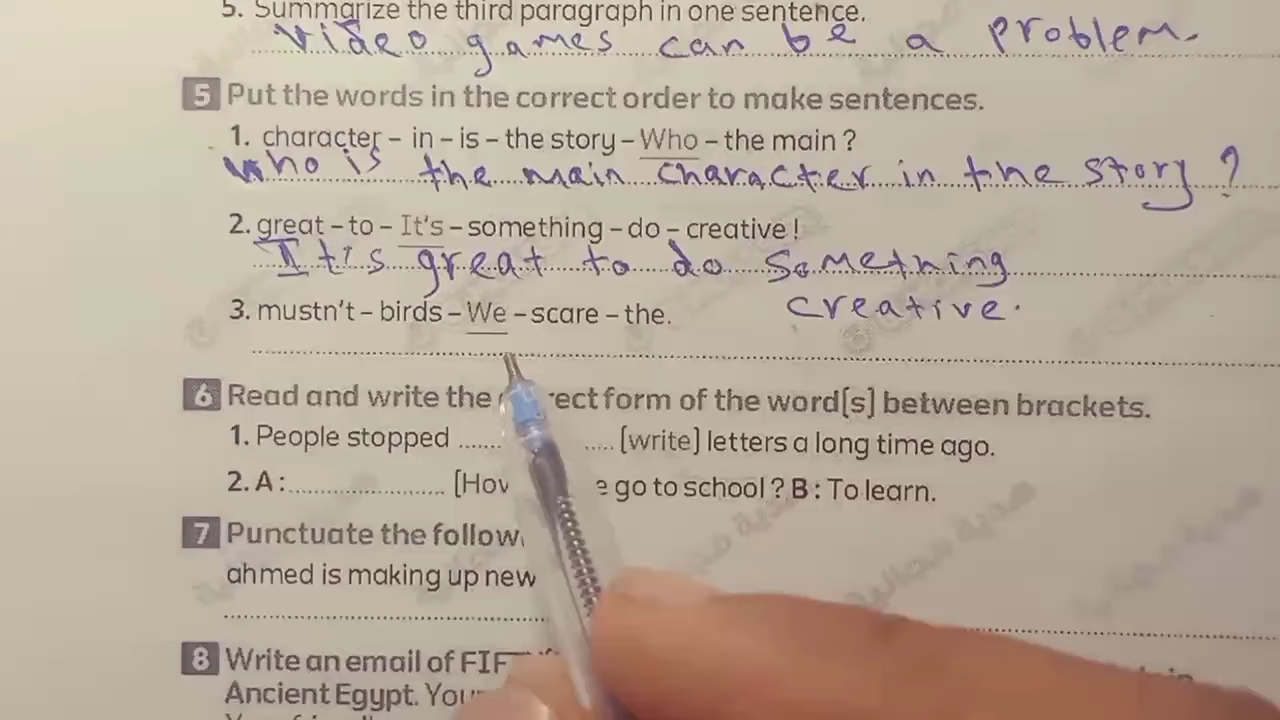 5. Summarize the third paragraph in one sentence.
Video games can be a problem.
5 Put the words in the correct order to make sentences.
1. character – in – is – the story – Who – the main ?
Who is the main character in the story ?
2. great – to – It's – something – do – creative !
It's great to do something
creative.
3. mustn't – birds – We – scare – the.
6 Read and write the rect form of the word[s] between brackets.
1. People stopped ............ [write] letters a long time ago.
2. A : ...................... [How go to school ? B : To learn.
7 Punctuate the follow
ahmed is making up new
8 Write an email of FIF
Ancient Egypt. You